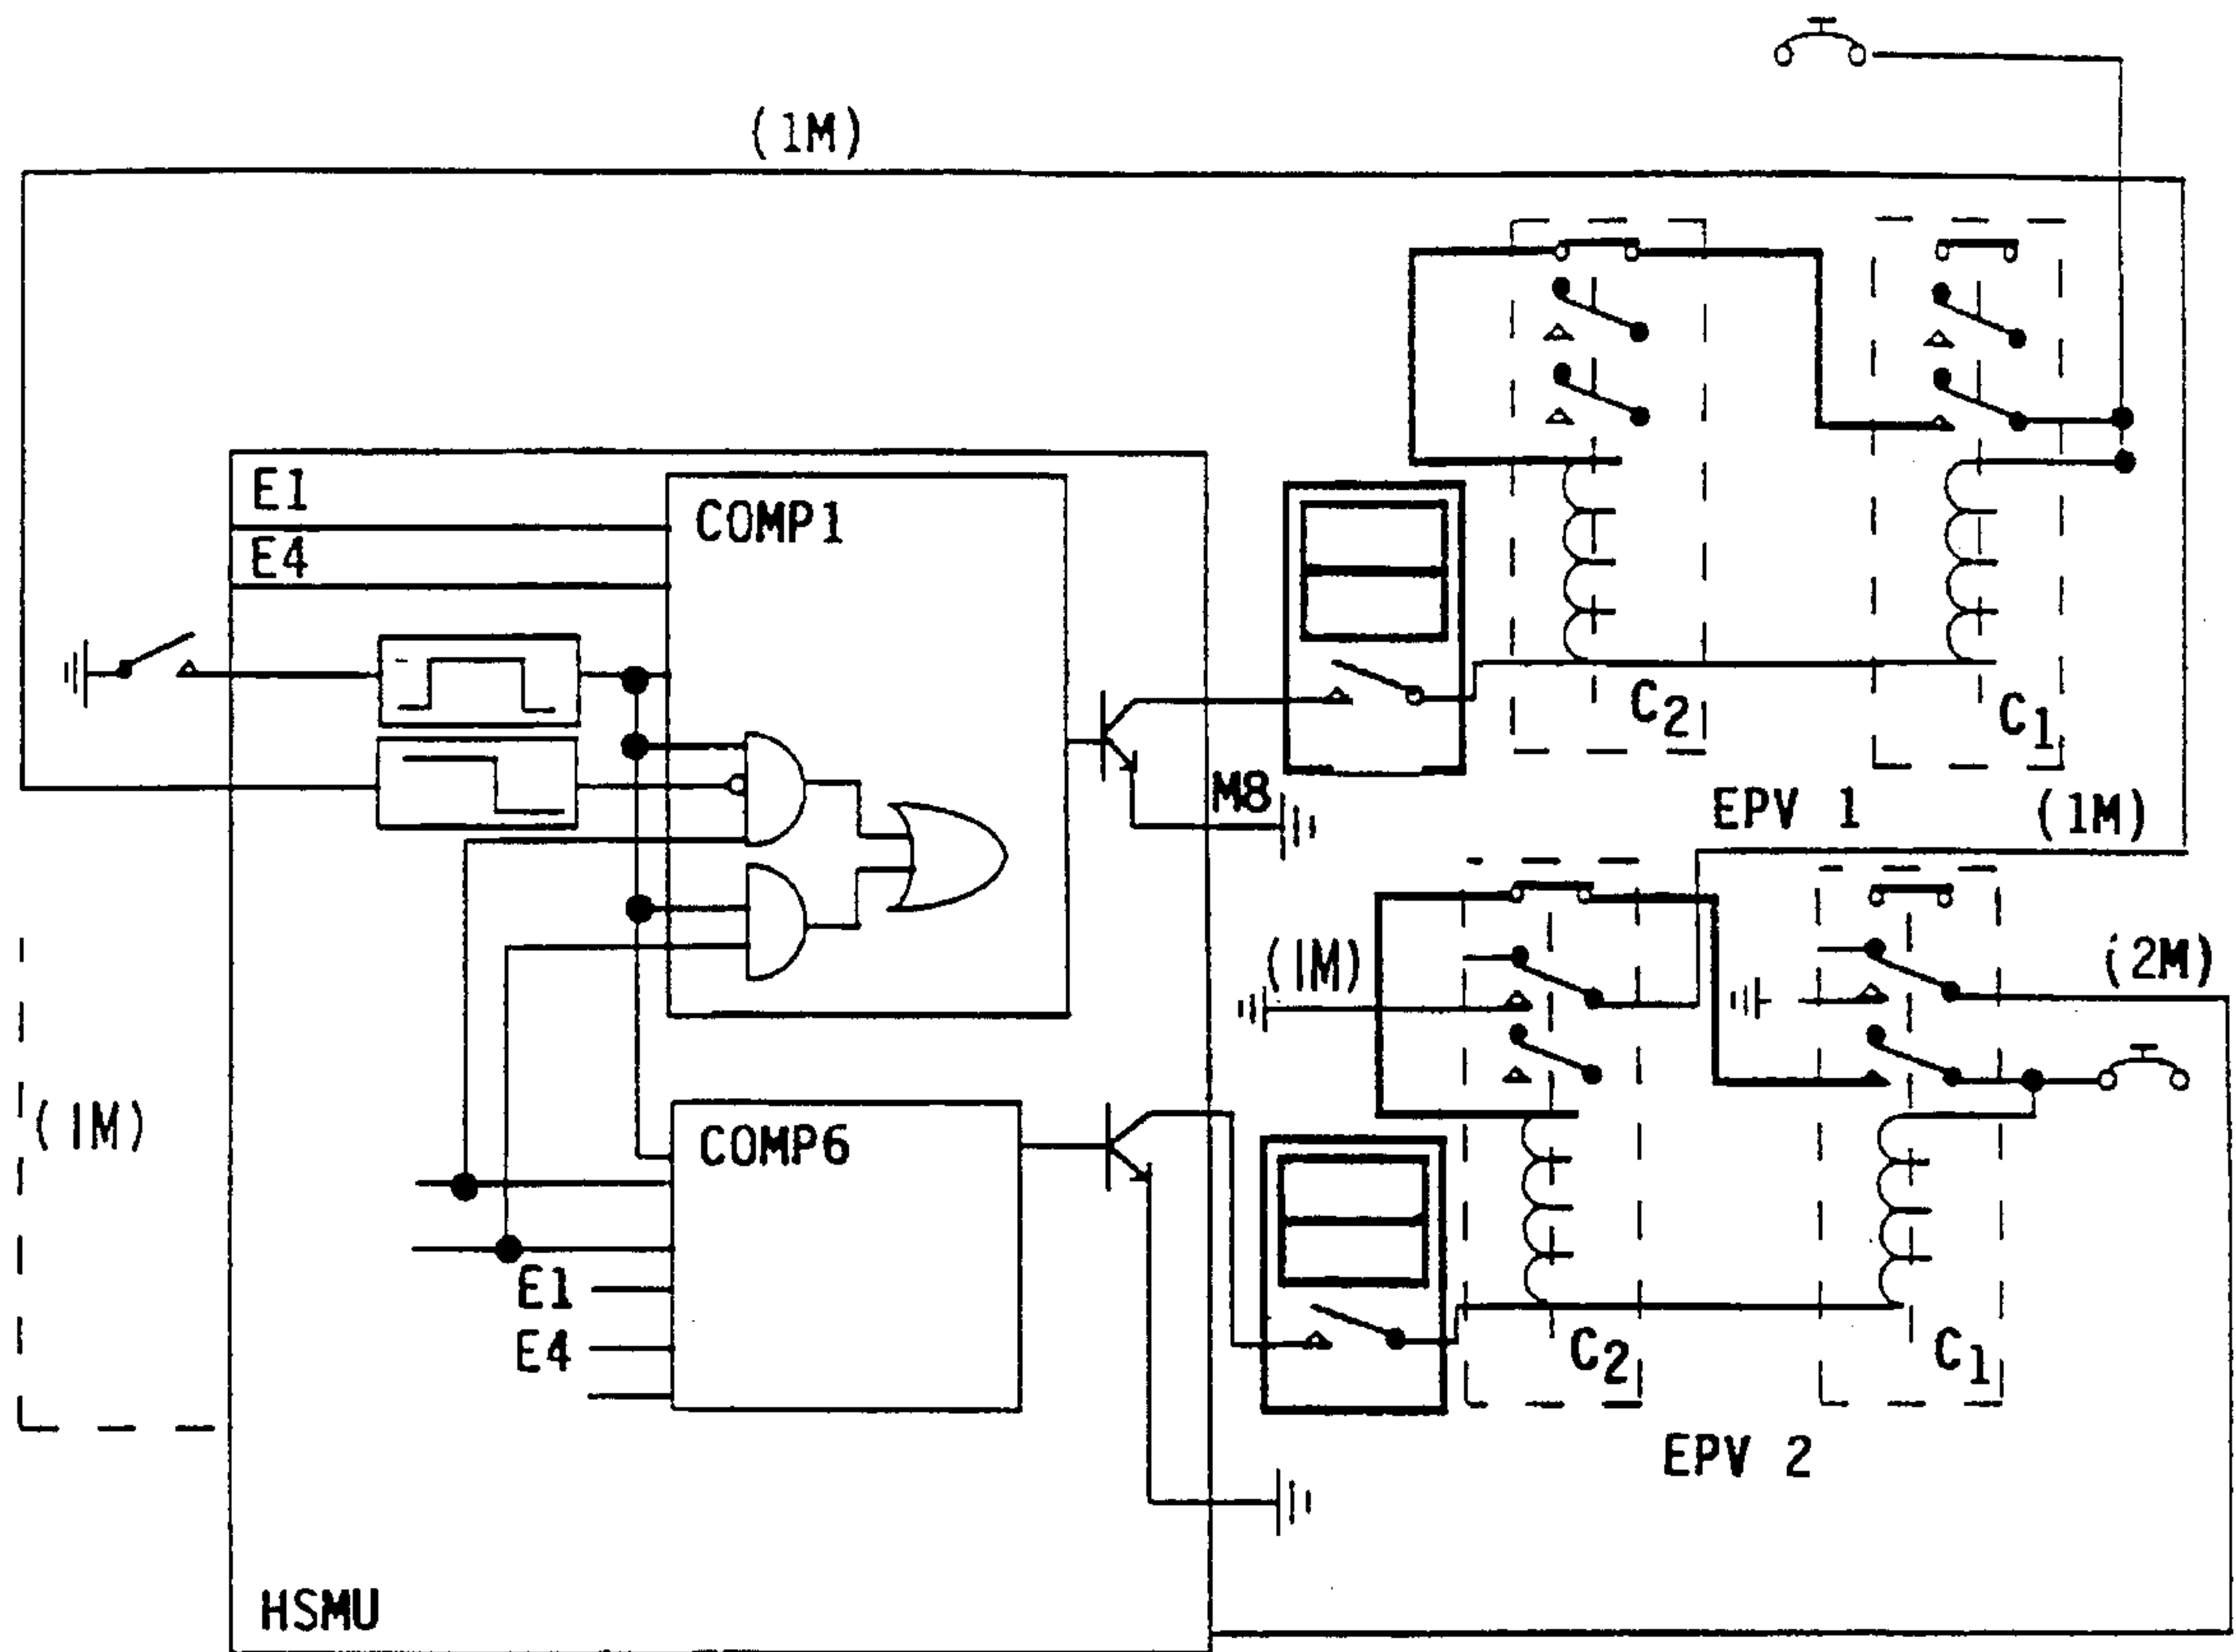 (1M)
E1
E4
COMP1
C2
C1
M8
EPV 1
(1M)
(1M)
(2M)
(1M)
COMP6
E1
E4
C2
C1
EPV 2
HSMU